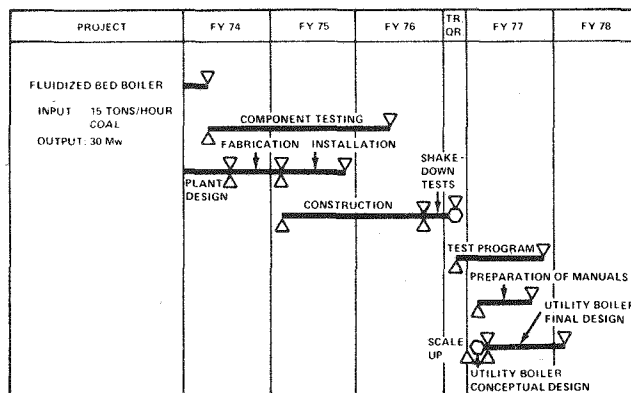 PROJECT FY 74 FY 75 FY 76 TR. QR. FY 77 FY 78
FLUIDIZED BED BOILER
INPUT 15 TONS/HOUR
COAL
OUTPUT: 30 Mw
COMPONENT TESTING
FABRICATION INSTALLATION
PLANT
DESIGN
SHAKE-
DOWN
TESTS
CONSTRUCTION
TEST PROGRAM
PREPARATION OF MANUALS
UTILITY BOILER
FINAL DESIGN
SCALE
UP
UTILITY BOILER
CONCEPTUAL DESIGN